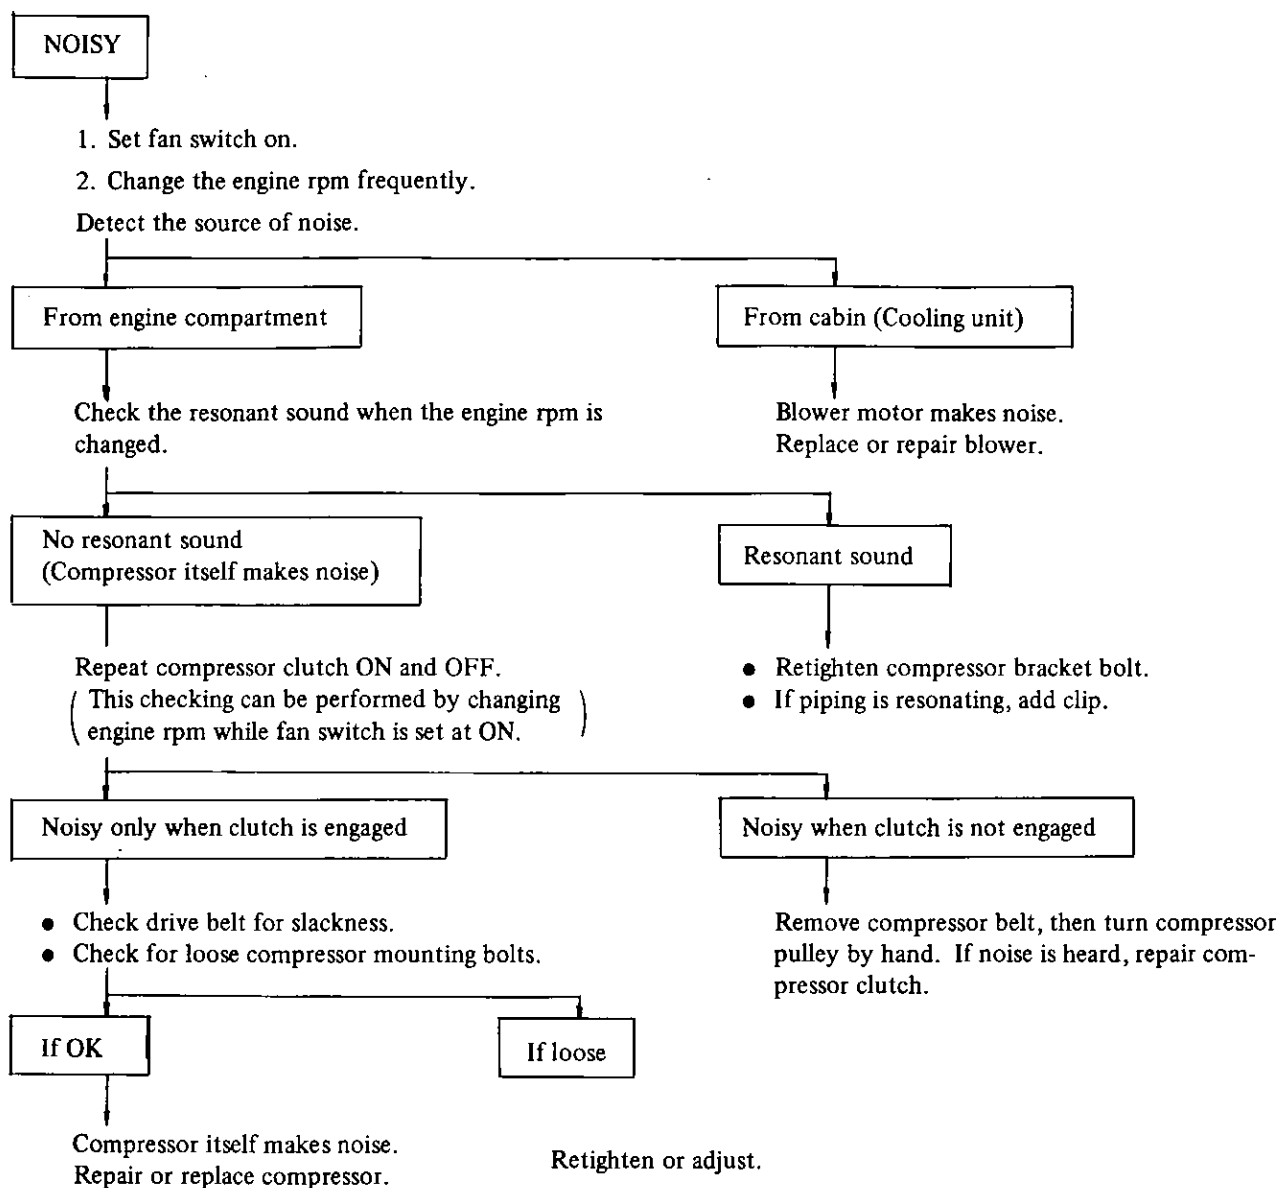 NOISY
1. Set fan switch on.
2. Change the engine rpm frequently.
Detect the source of noise.
From engine compartment
From cabin (Cooling unit)
Check the resonant sound when the engine rpm is
changed.
Blower motor makes noise.
Replace or repair blower.
No resonant sound
(Compressor itself makes noise)
Resonant sound
Repeat compressor clutch ON and OFF.
( This checking can be performed by changing
engine rpm while fan switch is set at ON. )
● Retighten compressor bracket bolt.
● If piping is resonating, add clip.
Noisy only when clutch is engaged
Noisy when clutch is not engaged
● Check drive belt for slackness.
● Check for loose compressor mounting bolts.
Remove compressor belt, then turn compressor
pulley by hand. If noise is heard, repair com-
pressor clutch.
If OK
If loose
Compressor itself makes noise.
Repair or replace compressor.
Retighten or adjust.